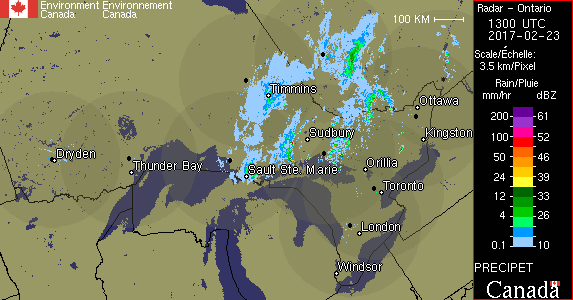 Environment Environnement
Canada Canada
100 KM
Timmins
Ottawa
Sudbury
Kingston
Dryden
Thunder Bay
Sault Ste. Marie
Orillia
Toronto
London
Windsor
Radar - Ontario
1300 UTC
2017-02-23
Scale/Échelle:
3.5 km/Pixel
Rain/Pluie
mm/hr dBZ
200 61
100 52
50 46
24 39
12 33
4 26
0.1 10
PRECIPET
Canada